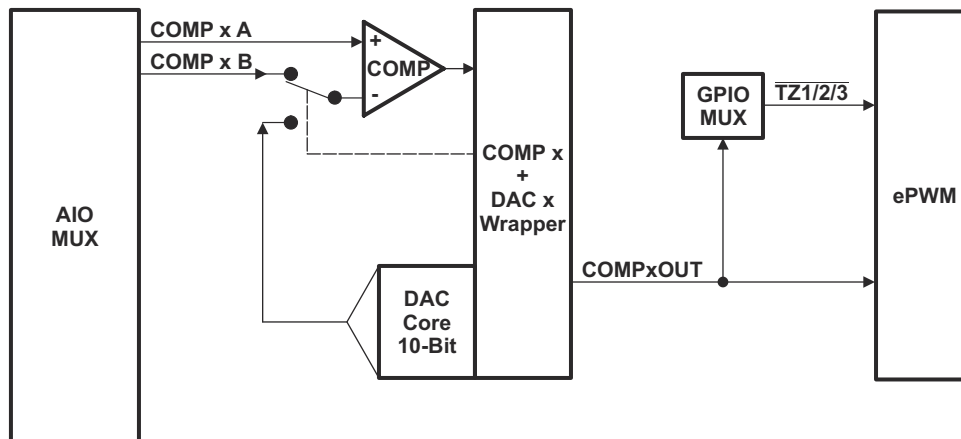 COMP x A
COMP x B
+
COMP
-
AIO
MUX
COMP x
+
DAC x
Wrapper
DAC
Core
10-Bit
COMPxOUT
GPIO
MUX
TZ1/2/3
ePWM